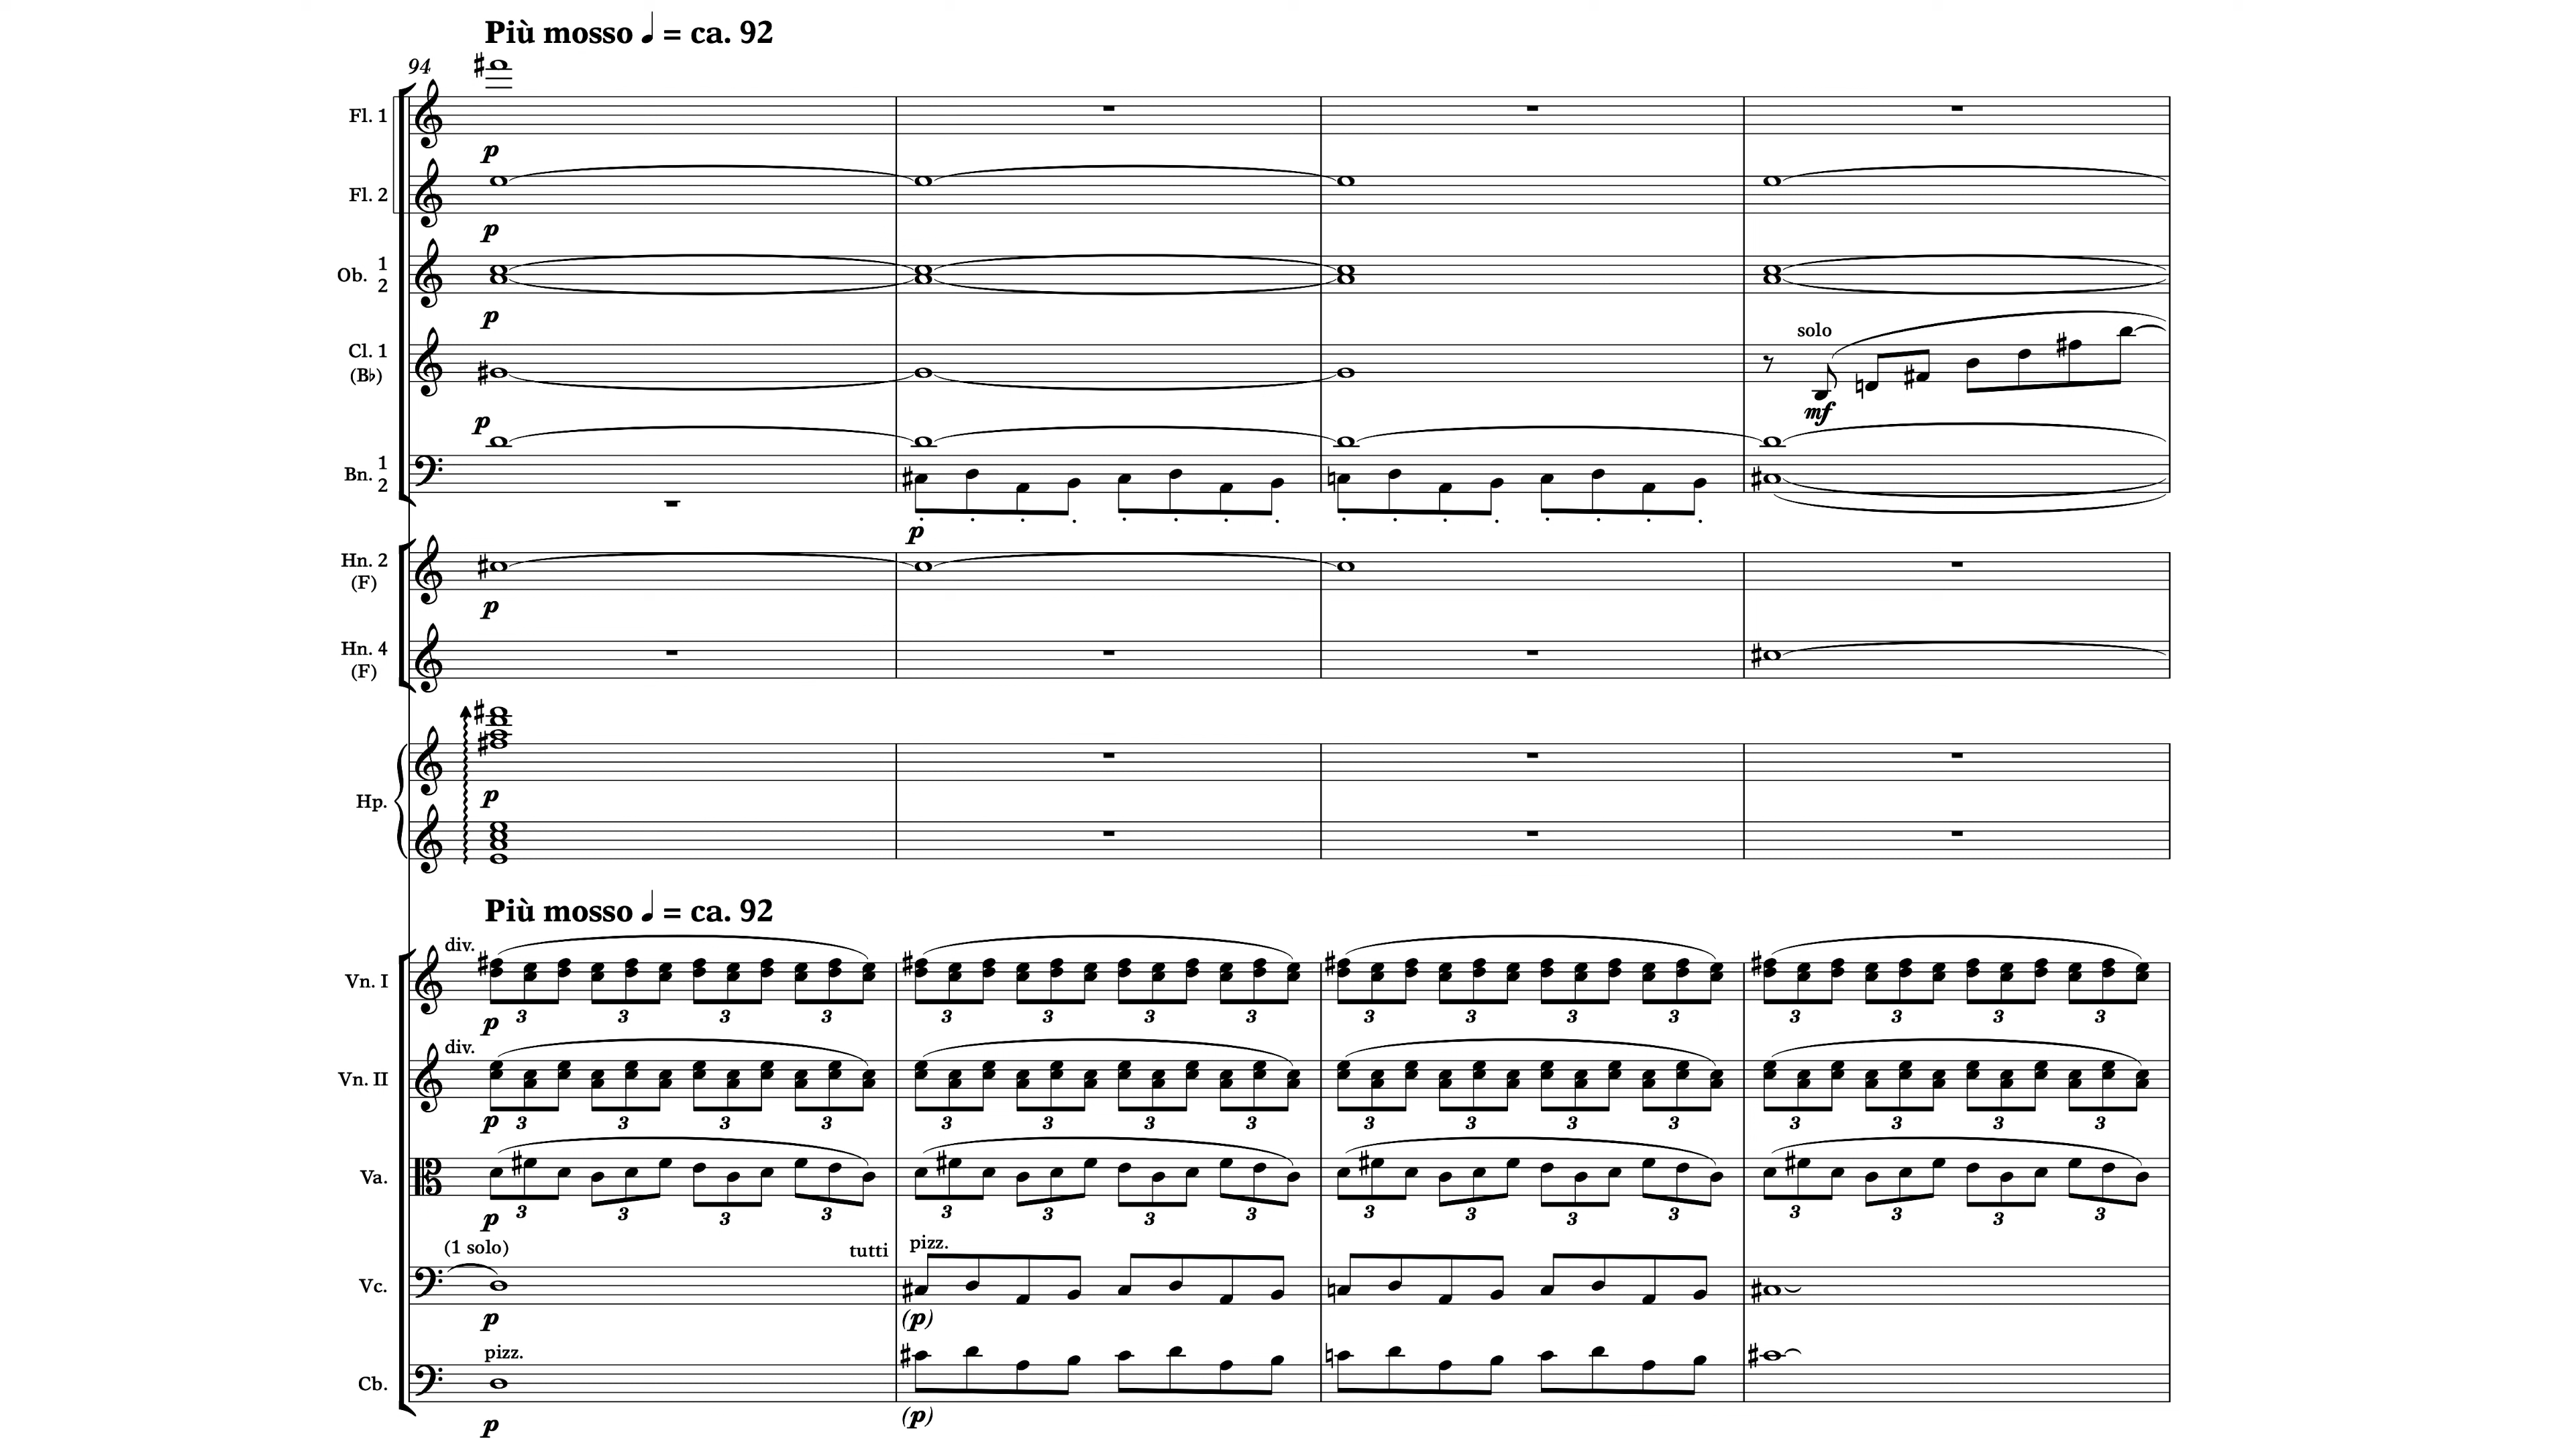 Più mosso ♩ = ca. 92
94
Fl. 1
p
Fl. 2
p
Ob. 1 2
p
Cl. 1 (B♭)
solo
p
mf
Bn. 1 2
p
Hn. 2 (F)
p
Hn. 4 (F)
Hp.
p
Più mosso ♩ = ca. 92
div.
Vn. I
p 3 3 3 3 3 3 3 3 3 3 3 3 3 3 3 3
div.
Vn. II
p 3 3 3 3 3 3 3 3 3 3 3 3 3 3 3 3
Va.
p 3 3 3 3 3 3 3 3 3 3 3 3 3 3 3 3
(1 solo) tutti pizz.
Vc.
p (p)
pizz.
Cb.
p (p)